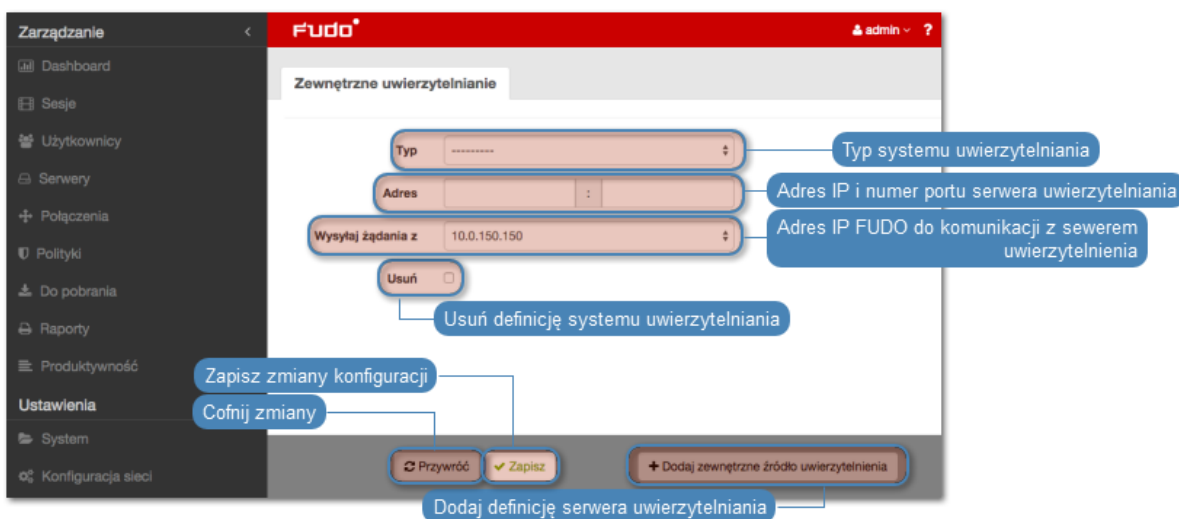 Zarządzanie
Fudo
admin
?
Dashboard
Sesje
Użytkownicy
Serwery
Połączenia
Polityki
Do pobrania
Raporty
Produktywność
Ustawienia
System
Konfiguracja sieci
Zewnętrzne uwierzytelnianie
Typ
---------
Typ systemu uwierzytelniania
Adres
:
Adres IP i numer portu serwera uwierzytelniania
Wysyłaj żądania z
10.0.150.150
Adres IP FUDO do komunikacji z sewerem
uwierzytelnienia
Usuń
Usuń definicję systemu uwierzytelniania
Zapisz zmiany konfiguracji
Cofnij zmiany
Przywróć
Zapisz
+ Dodaj zewnętrzne źródło uwierzytelnienia
Dodaj definicję serwera uwierzytelniania